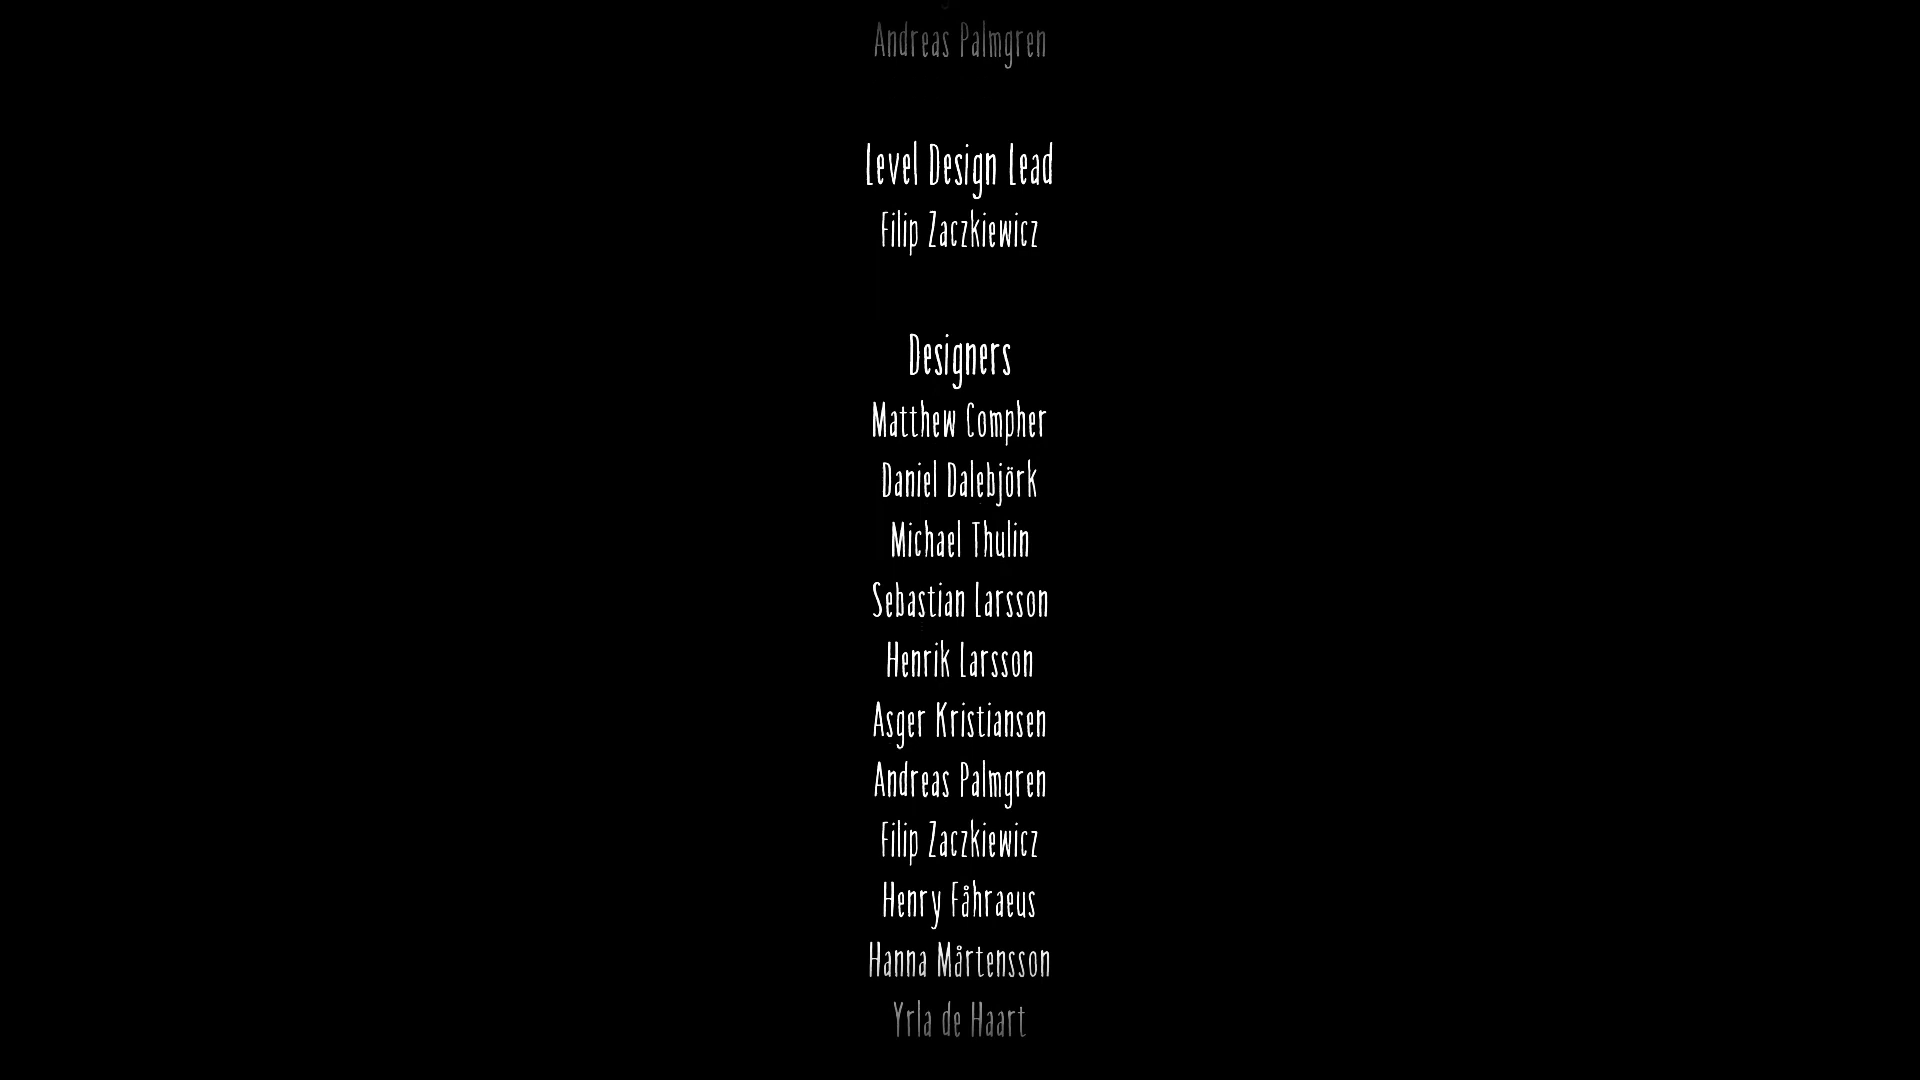 Andreas Palmgren
Level Design Lead
Filip Zaczkiewicz
Designers
Matthew Compher
Daniel Dalebjörk
Michael Thulin
Sebastian Larsson
Henrik Larsson
Asger Kristiansen
Andreas Palmgren
Filip Zaczkiewicz
Henry Fåhraeus
Hanna Mårtensson
Yrla de Haart